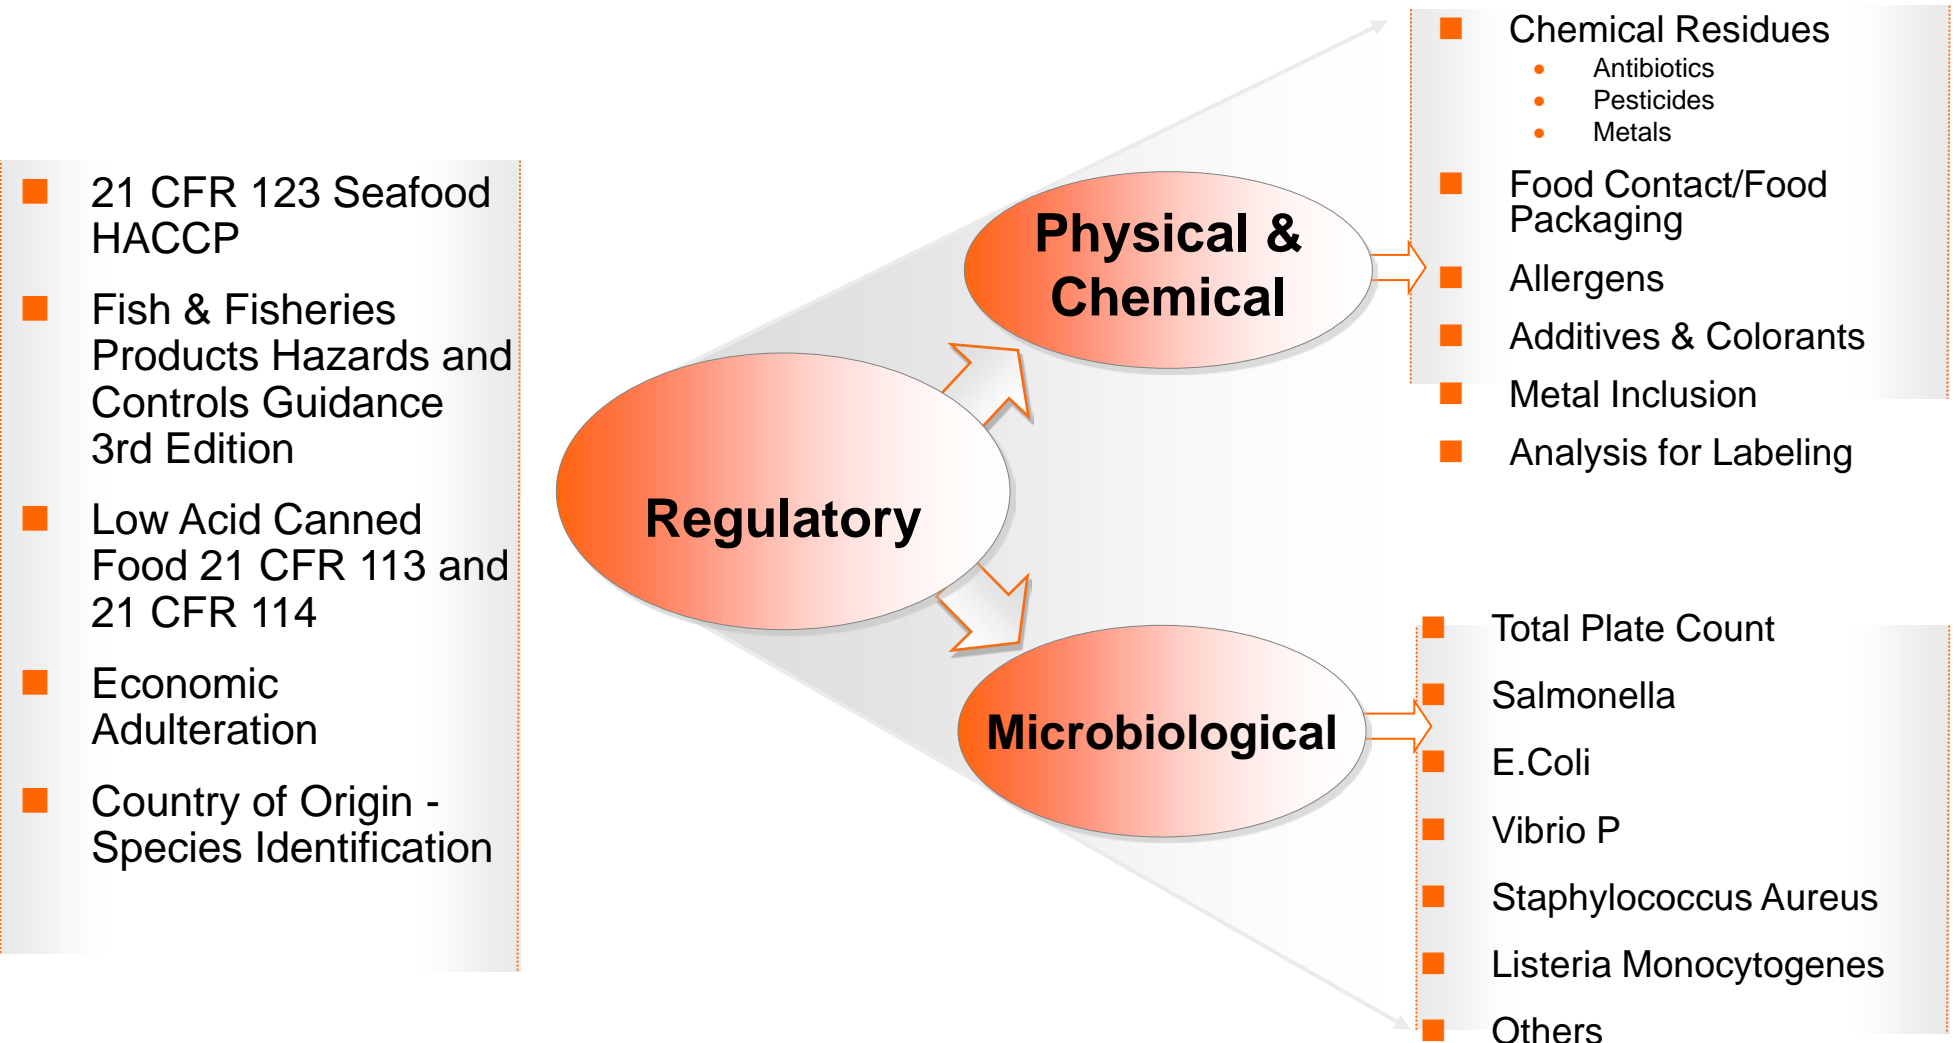 21 CFR 123 Seafood
HACCP
Fish & Fisheries
Products Hazards and
Controls Guidance
3rd Edition
Low Acid Canned
Food 21 CFR 113 and
21 CFR 114
Economic
Adulteration
Country of Origin -
Species Identification
Regulatory
Physical &
Chemical
Chemical Residues
Antibiotics
Pesticides
Metals
Food Contact/Food
Packaging
Allergens
Additives & Colorants
Metal Inclusion
Analysis for Labeling
Microbiological
Total Plate Count
Salmonella
E.Coli
Vibrio P
Staphylococcus Aureus
Listeria Monocytogenes
Others